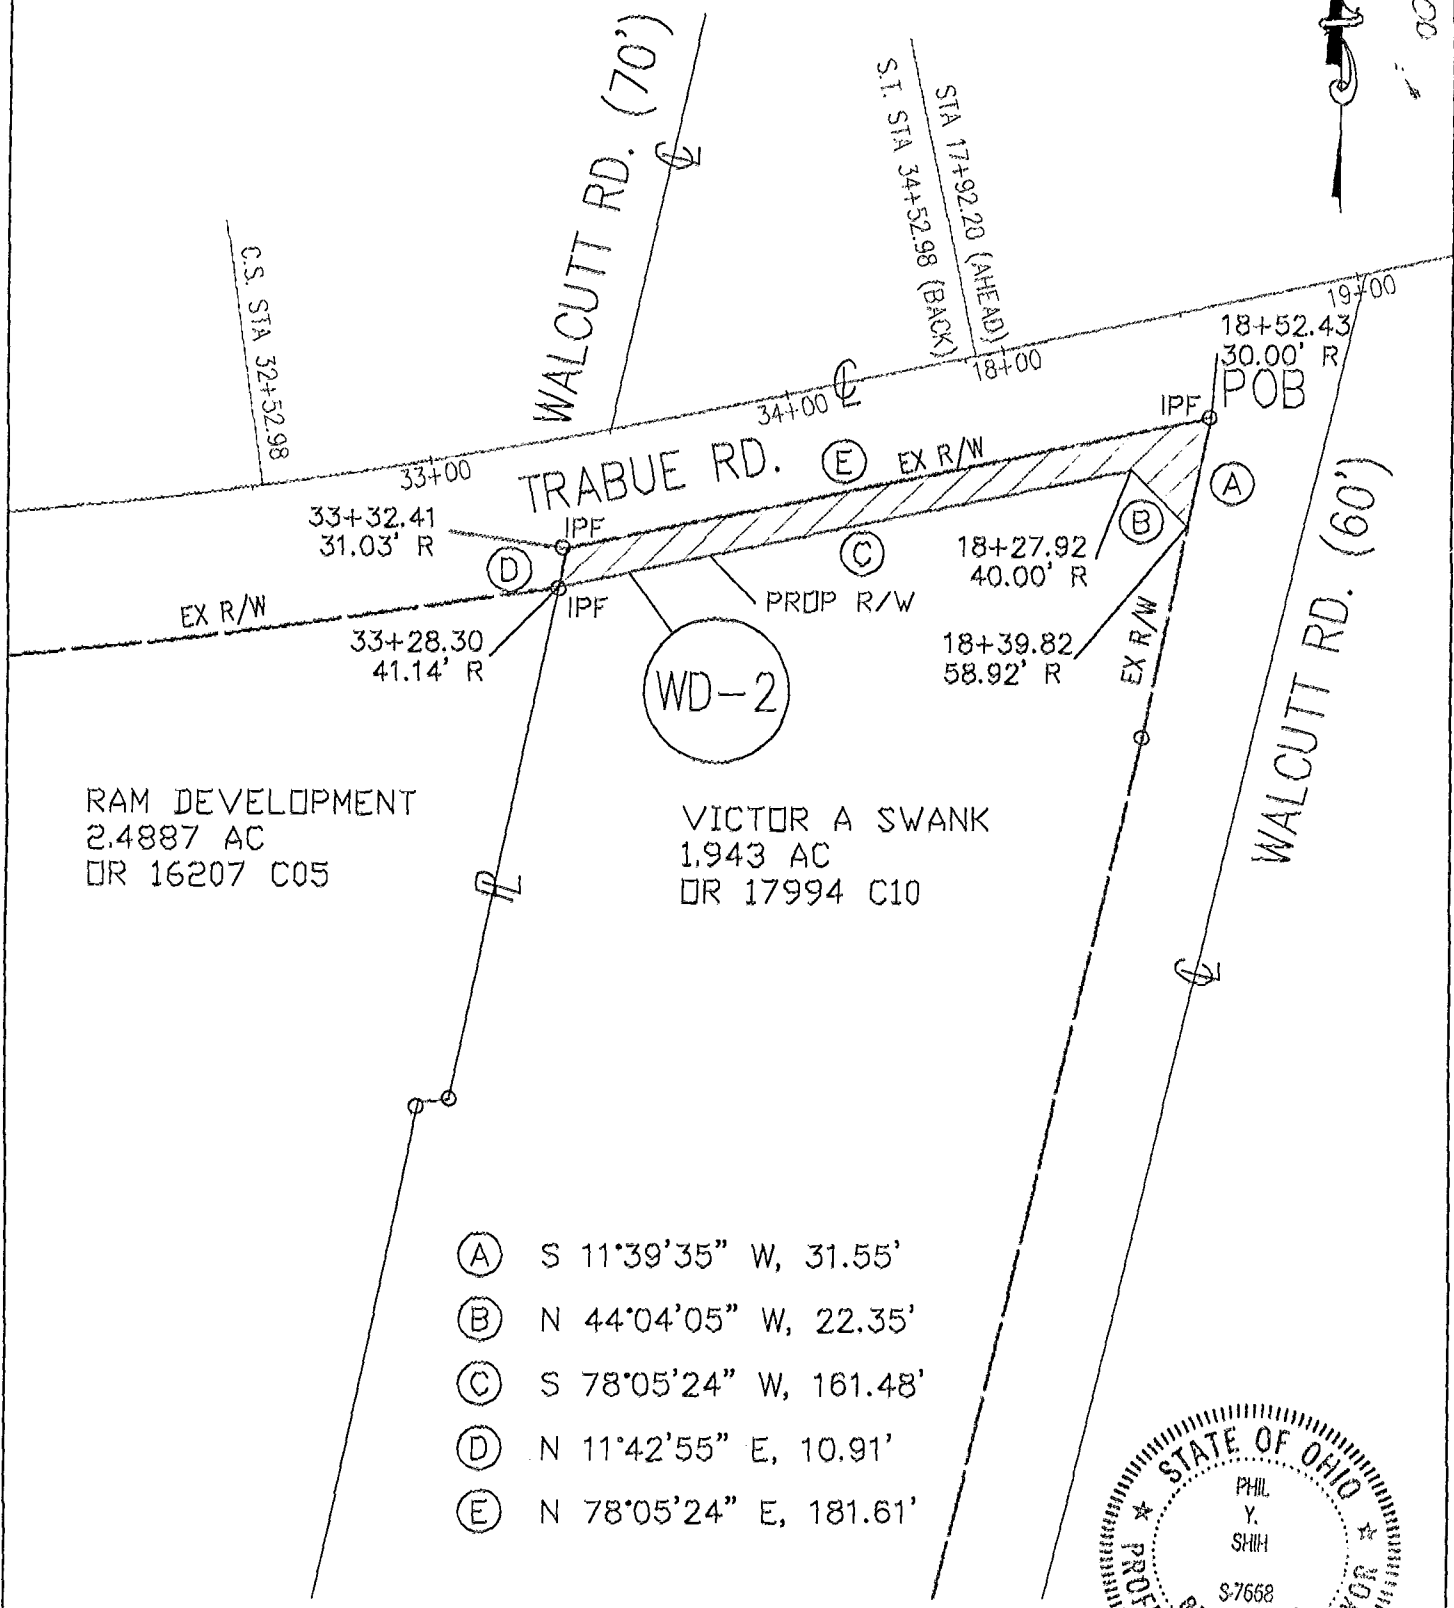 WALCUTT RD. (70')
STA 17+92.20 (AHEAD)
S.T. STA 34+52.98 (BACK)
C.S. STA 32+52.98
19+00
18+52.43
30.00' R
POB
IPF
18+00
34+00
33+00
TRABUE RD.
E
EX R/W
A
33+32.41
31.03' R
IPF
D
B
C
18+27.92
40.00' R
IPF
PROP R/W
EX R/W
33+28.30
41.14' R
18+39.82
58.92' R
EX R/W
WD-2
WALCUTT RD. (60')
RAM DEVELOPMENT
2.4887 AC
OR 16207 C05
VICTOR A SWANK
1.943 AC
OR 17994 C10
A S 11°39'35" W, 31.55'
B N 44°04'05" W, 22.35'
C S 78°05'24" W, 161.48'
D N 11°42'55" E, 10.91'
E N 78°05'24" E, 181.61'
STATE OF OHIO
PHIL
Y.
SHIH
S-7668